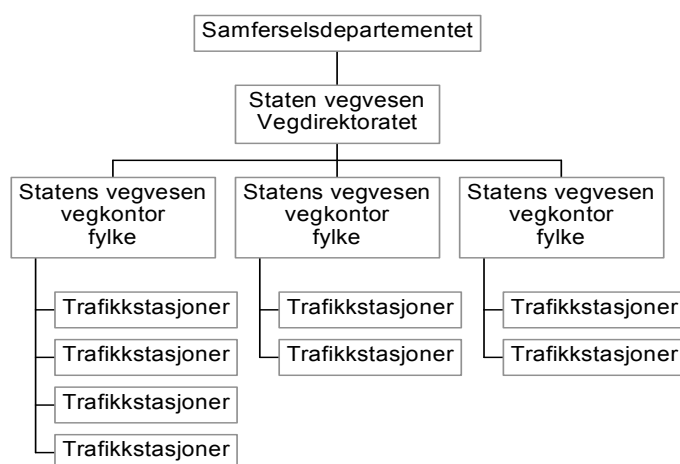 Samferselsdepartementet
Staten vegvesen
Vegdirektoratet
Statens vegvesen
vegkontor
fylke
Trafikkstasjoner
Trafikkstasjoner
Trafikkstasjoner
Trafikkstasjoner
Statens vegvesen
vegkontor
fylke
Trafikkstasjoner
Trafikkstasjoner
Statens vegvesen
vegkontor
fylke
Trafikkstasjoner
Trafikkstasjoner